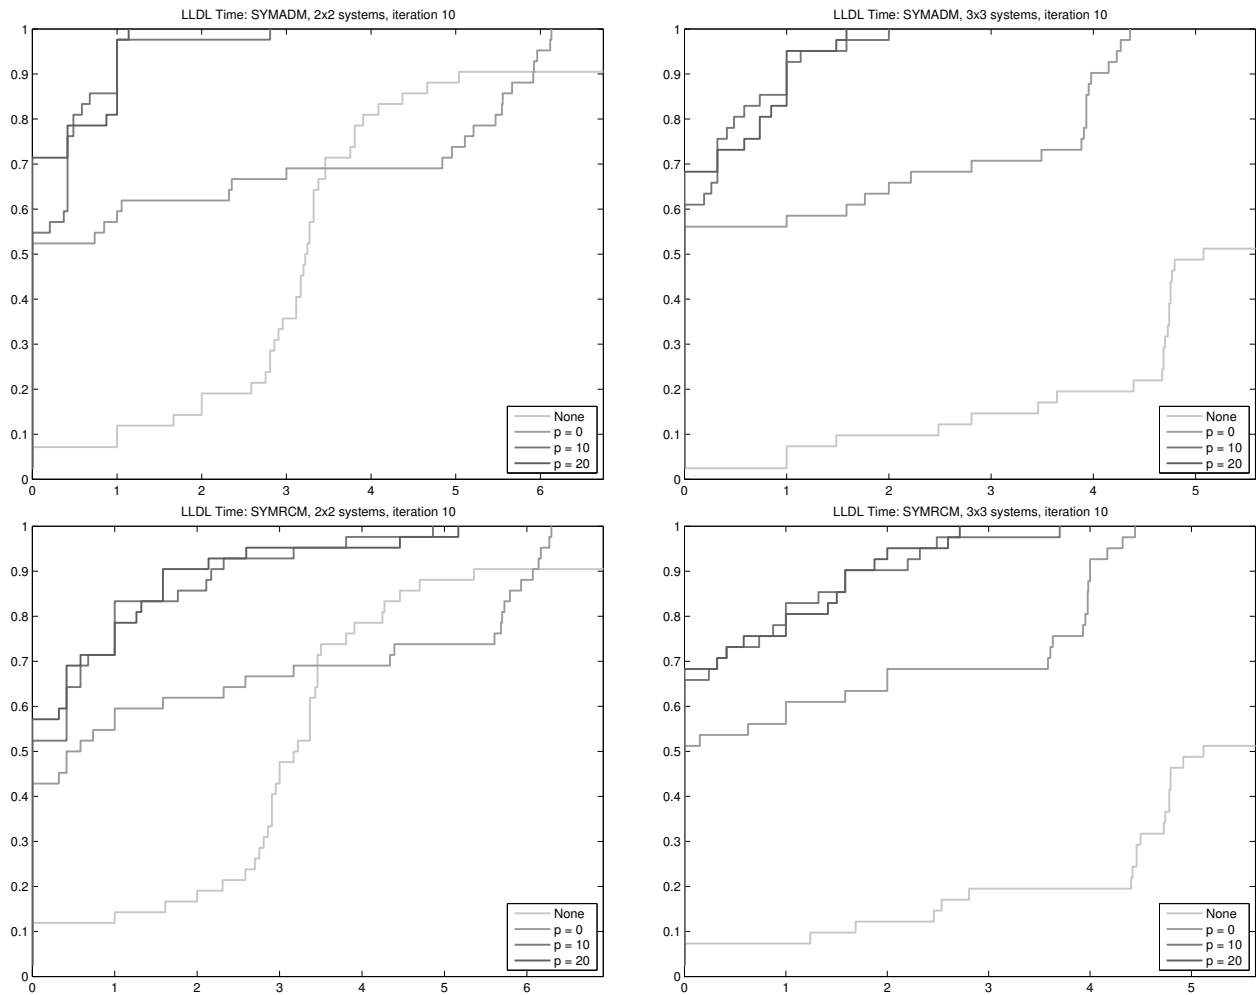 LLDL Time: SYMADM, 2x2 systems, iteration 10
1
0.9
0.8
0.7
0.6
0.5
0.4
0.3
0.2
0.1
0
0 1 2 3 4 5 6
None
p = 0
p = 10
p = 20
LLDL Time: SYMADM, 3x3 systems, iteration 10
1
0.9
0.8
0.7
0.6
0.5
0.4
0.3
0.2
0.1
0
0 1 2 3 4 5
None
p = 0
p = 10
p = 20
LLDL Time: SYMRCM, 2x2 systems, iteration 10
1
0.9
0.8
0.7
0.6
0.5
0.4
0.3
0.2
0.1
0
0 1 2 3 4 5 6
None
p = 0
p = 10
p = 20
LLDL Time: SYMRCM, 3x3 systems, iteration 10
1
0.9
0.8
0.7
0.6
0.5
0.4
0.3
0.2
0.1
0
0 1 2 3 4 5
None
p = 0
p = 10
p = 20